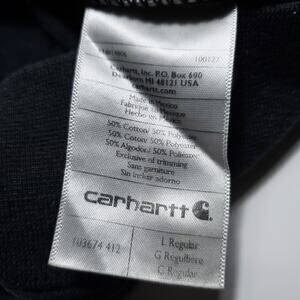 100127
Carhartt, Inc. P.O. Box 600
Dearborn MI 48121 USA
carhartt.com
Made in Mexico
Fabriqué au Mexique
Hecho en México
50% Cotton/ 50% Polyester
50% Coton/ 50% Polyester
50% Algodón/ 50% Poliéster
Exclusive of trimming
Sans garniture
Sin incluir adorno
carhartt
103674 412
L Regular
G Régulière
G Regular